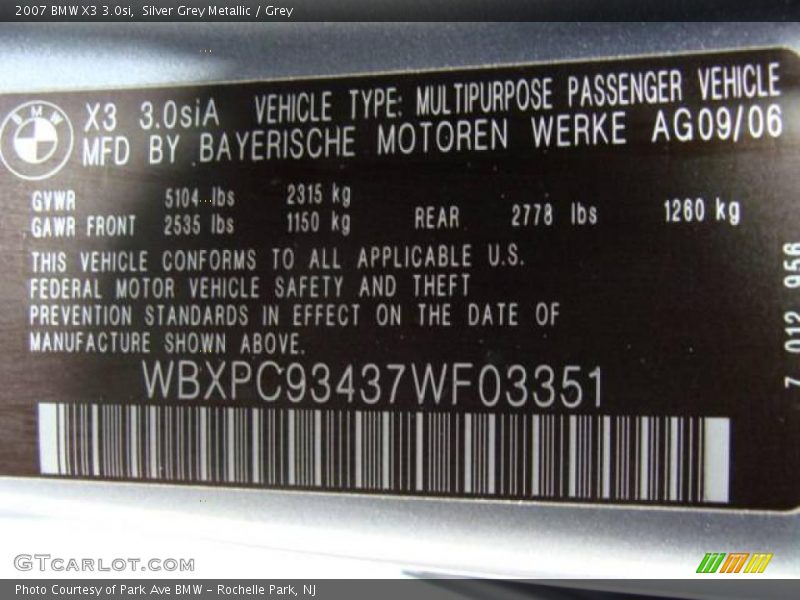 2007 BMW X3 3.0si, Silver Grey Metallic / Grey
BMW
X3 3.0siA VEHICLE TYPE: MULTIPURPOSE PASSENGER VEHICLE
MFD BY BAYERISCHE MOTOREN WERKE AG09/06
GVWR 5104 lbs 2315 kg
GAWR FRONT 2535 lbs 1150 kg REAR 2778 lbs 1260 kg
THIS VEHICLE CONFORMS TO ALL APPLICABLE U.S.
FEDERAL MOTOR VEHICLE SAFETY AND THEFT
PREVENTION STANDARDS IN EFFECT ON THE DATE OF
MANUFACTURE SHOWN ABOVE.
WBXPC93437WF03351
7 012 956
GTCARLOT.COM
Photo Courtesy of Park Ave BMW - Rochelle Park, NJ